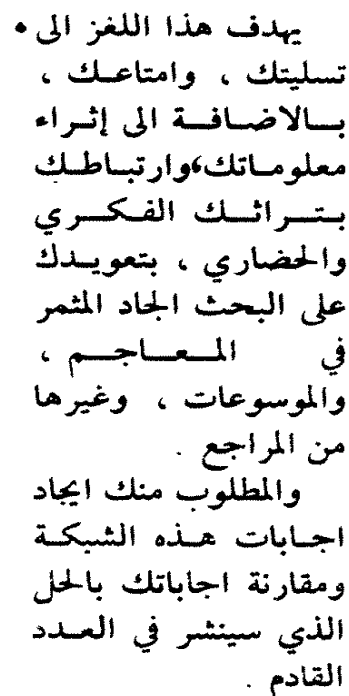 • يهدف هذا اللغز الى
تسليتك ، وامتاعك ،
بالاضافة الى إثراء
معلوماتك، وارتباطك
بتراثك الفكري
والحضاري ، بتعويدك
على البحث الجاد المثمر
في المعاجم ،
والموسوعات ، وغيرها
من المراجع .
والمطلوب منك ايجاد
اجابات هذه الشبكة
ومقارنة اجاباتك بالحل
الذي سينشر في العدد
القادم .